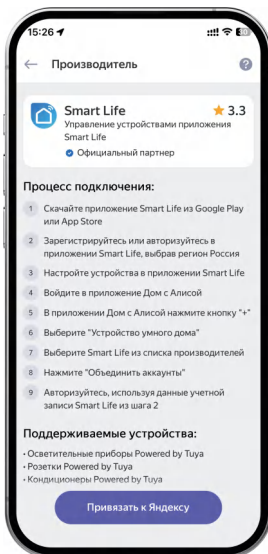 15:26
Производитель
?
Smart Life
3.3
Управление устройствами приложения
Smart Life
Официальный партнер
Процесс подключения:
1 Скачайте приложение Smart Life из Google Play
или App Store
2 Зарегистрируйтесь или авторизуйтесь в
приложении Smart Life, выбрав регион Россия
3 Настройте устройства в приложении Smart Life
4 Войдите в приложение Дом с Алисой
5 В приложении Дом с Алисой нажмите кнопку "+"
6 Выберите "Устройство умного дома"
7 Выберите Smart Life из списка производителей
8 Нажмите "Объединить аккаунты"
9 Авторизуйтесь, используя данные учетной
записи Smart Life из шага 2
Поддерживаемые устройства:
• Осветительные приборы Powered by Tuya
• Розетки Powered by Tuya
• Кондиционеры Powered by Tuya
Привязать к Яндексу